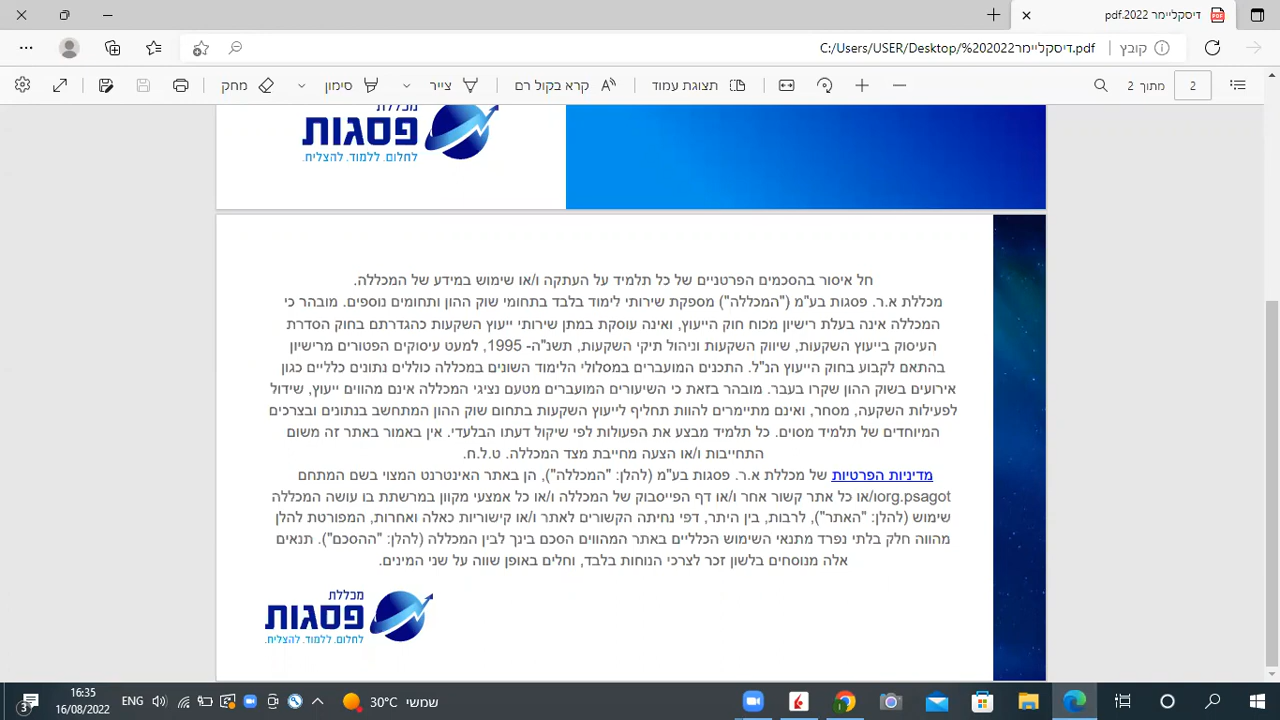 דיסקליימר 2022.pdf
קובץ C:/Users/USER/Desktop/%202022דיסקליימר.pdf
2 מתוך 2
תצוגת עמוד
קרא בקול רם
צייר
סימון
מחק
מכללת
פסגות
לחלום. ללמוד. להצליח.
חל איסור בהסכמים הפרטניים של כל תלמיד על העתקה ו/או שימוש במידע של המכללה.
מכללת א.ר. פסגות בע"מ ("המכללה") מספקת שירותי לימוד בלבד בתחומי שוק ההון ותחומים נוספים. מובהר כי
המכללה אינה בעלת רישיון מכוח חוק הייעוץ, ואינה עוסקת במתן שירותי ייעוץ השקעות כהגדרתם בחוק הסדרת
העיסוק בייעוץ השקעות, שיווק השקעות וניהול תיקי השקעות, תשנ"ה- 1995, למעט עיסוקים הפטורים מרישיון
בהתאם לקבוע בחוק הייעוץ הנ"ל. התכנים המועברים במסלולי הלימוד השונים במכללה כוללים נתונים כלליים כגון
אירועים בשוק ההון שקרו בעבר. מובהר בזאת כי השיעורים המועברים מטעם נציגי המכללה אינם מהווים ייעוץ, שידול
לפעילות השקעה, מסחר, ואינם מתיימרים להוות תחליף לייעוץ השקעות בתחום שוק ההון המתחשב בנתונים ובצרכים
המיוחדים של תלמיד מסוים. כל תלמיד מבצע את הפעולות לפי שיקול דעתו הבלעדי. אין באמור באתר זה משום
התחייבות ו/או הצעה מחייבת מצד המכללה. ט.ל.ח.
מדיניות הפרטיות של מכללת א.ר. פסגות בע"מ (להלן: "המכללה"), הן באתר האינטרנט המצוי בשם המתחם
org.psagotו/או כל אתר קשור אחר ו/או דף הפייסבוק של המכללה ו/או כל אמצעי מקוון במרשתת בו עושה המכללה
שימוש (להלן: "האתר"), לרבות, בין היתר, דפי נחיתה הקשורים לאתר ו/או קישוריות כאלה ואחרות, המפורטת להלן
מהווה חלק בלתי נפרד מתנאי השימוש הכלליים באתר המהווים הסכם בינך לבין המכללה (להלן: "ההסכם"). תנאים
אלה מנוסחים בלשון זכר לצרכי הנוחות בלבד, וחלים באופן שווה על שני המינים.
מכללת
פסגות
לחלום. ללמוד. להצליח.
30°C שמשי
ENG
16:35
16/08/2022
3